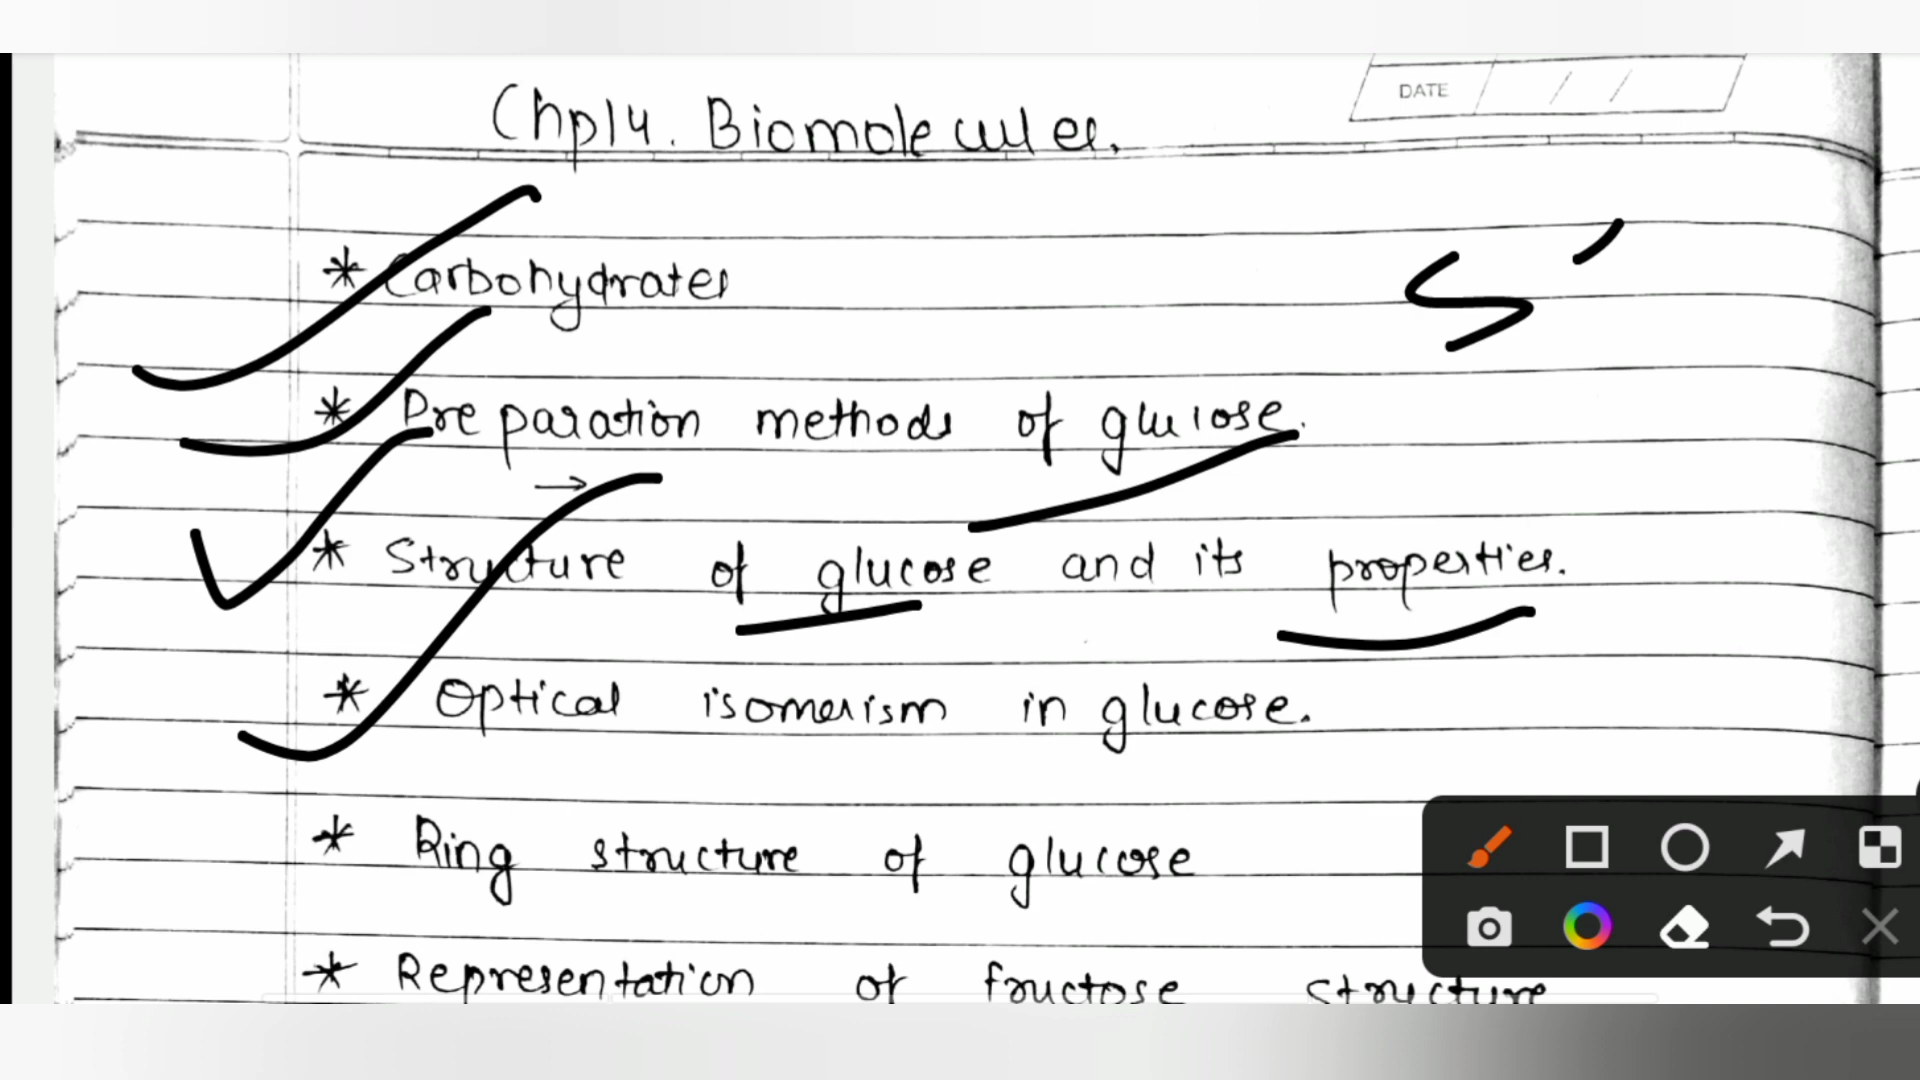 DATE
Chp14. Biomolecules.
* Carbohydrates
* Preparation methods of glucose.
→
* Structure of glucose and its properties.
* Optical isomerism in glucose.
* Ring structure of glucose
* Representation of fructose structure